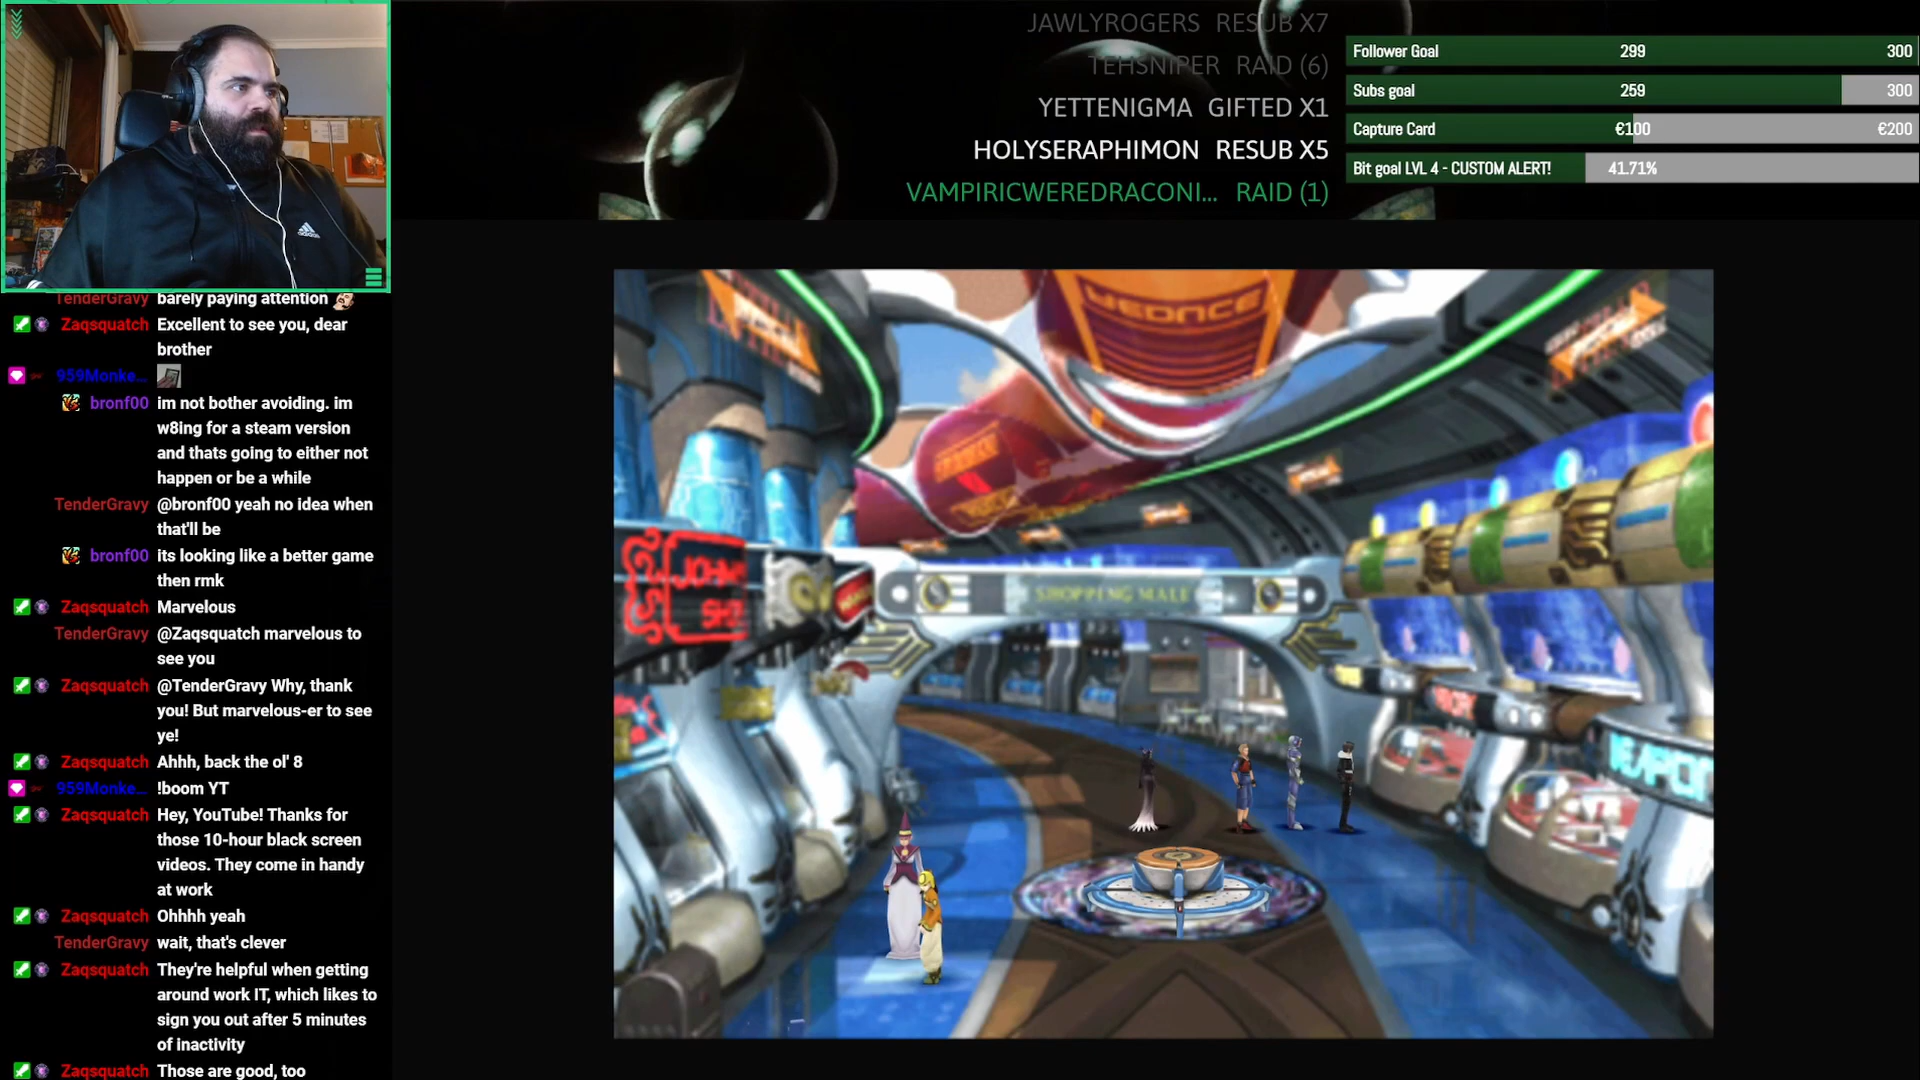 JAWLYROGERS RESUB X7
TEHSNIPER RAID (6)
YETTENIGMA GIFTED X1
HOLYSERAPHIMON RESUB X5
VAMPIRICWEREDRACONI... RAID (1)
Follower Goal 299 300
Subs goal 259 300
Capture Card €100 €200
Bit goal LVL 4 - CUSTOM ALERT! 41.71%
adidas
TenderGravy barely paying attention
Zaqsquatch Excellent to see you, dear
brother
959Monke...
bronf00 im not bother avoiding. im
w8ing for a steam version
and thats going to either not
happen or be a while
TenderGravy @bronf00 yeah no idea when
that'll be
bronf00 its looking like a better game
then rmk
Zaqsquatch Marvelous
TenderGravy @Zaqsquatch marvelous to
see you
Zaqsquatch @TenderGravy Why, thank
you! But marvelous-er to see
ye!
Zaqsquatch Ahhh, back the ol' 8
959Monke... !boom YT
Zaqsquatch Hey, YouTube! Thanks for
those 10-hour black screen
videos. They come in handy
at work
Zaqsquatch Ohhhh yeah
TenderGravy wait, that's clever
Zaqsquatch They're helpful when getting
around work IT, which likes to
sign you out after 5 minutes
of inactivity
Zaqsquatch Those are good, too
SHOPPING MALL